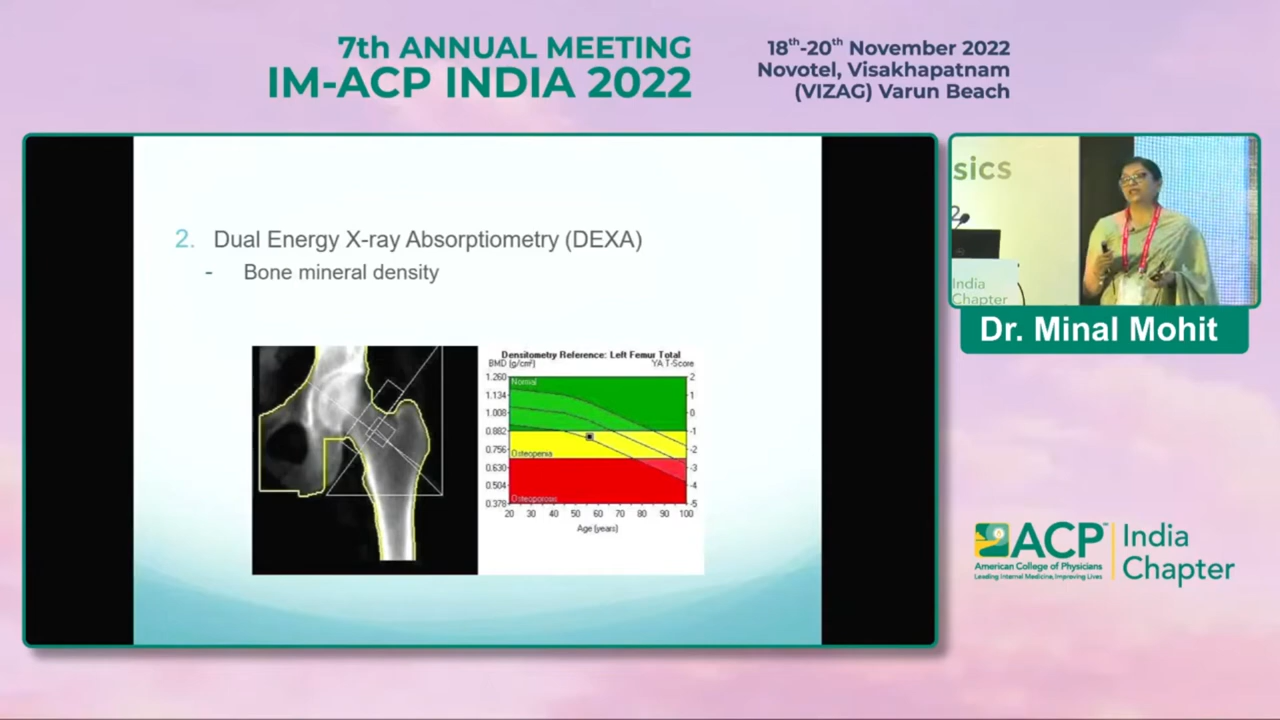 7th ANNUAL MEETING
IM-ACP INDIA 2022
18th-20th November 2022
Novotel, Visakhapatnam
(VIZAG) Varun Beach
2. Dual Energy X-ray Absorptiometry (DEXA)
- Bone mineral density
Densitometry Reference: Left Femur Total
BMD (g/cm²) YA T-Score
1.260 Normal 2
1.134 1
1.008 0
0.882 -1
0.756 -2
Osteopenia
0.630 -3
0.504 -4
Osteoporosis
0.378 -5
20 30 40 50 60 70 80 90 100
Age (years)
sics
2
India
Chapter
Dr. Minal Mohit
ACP™
American College of Physicians
Leading Internal Medicine, Improving Lives
India
Chapter